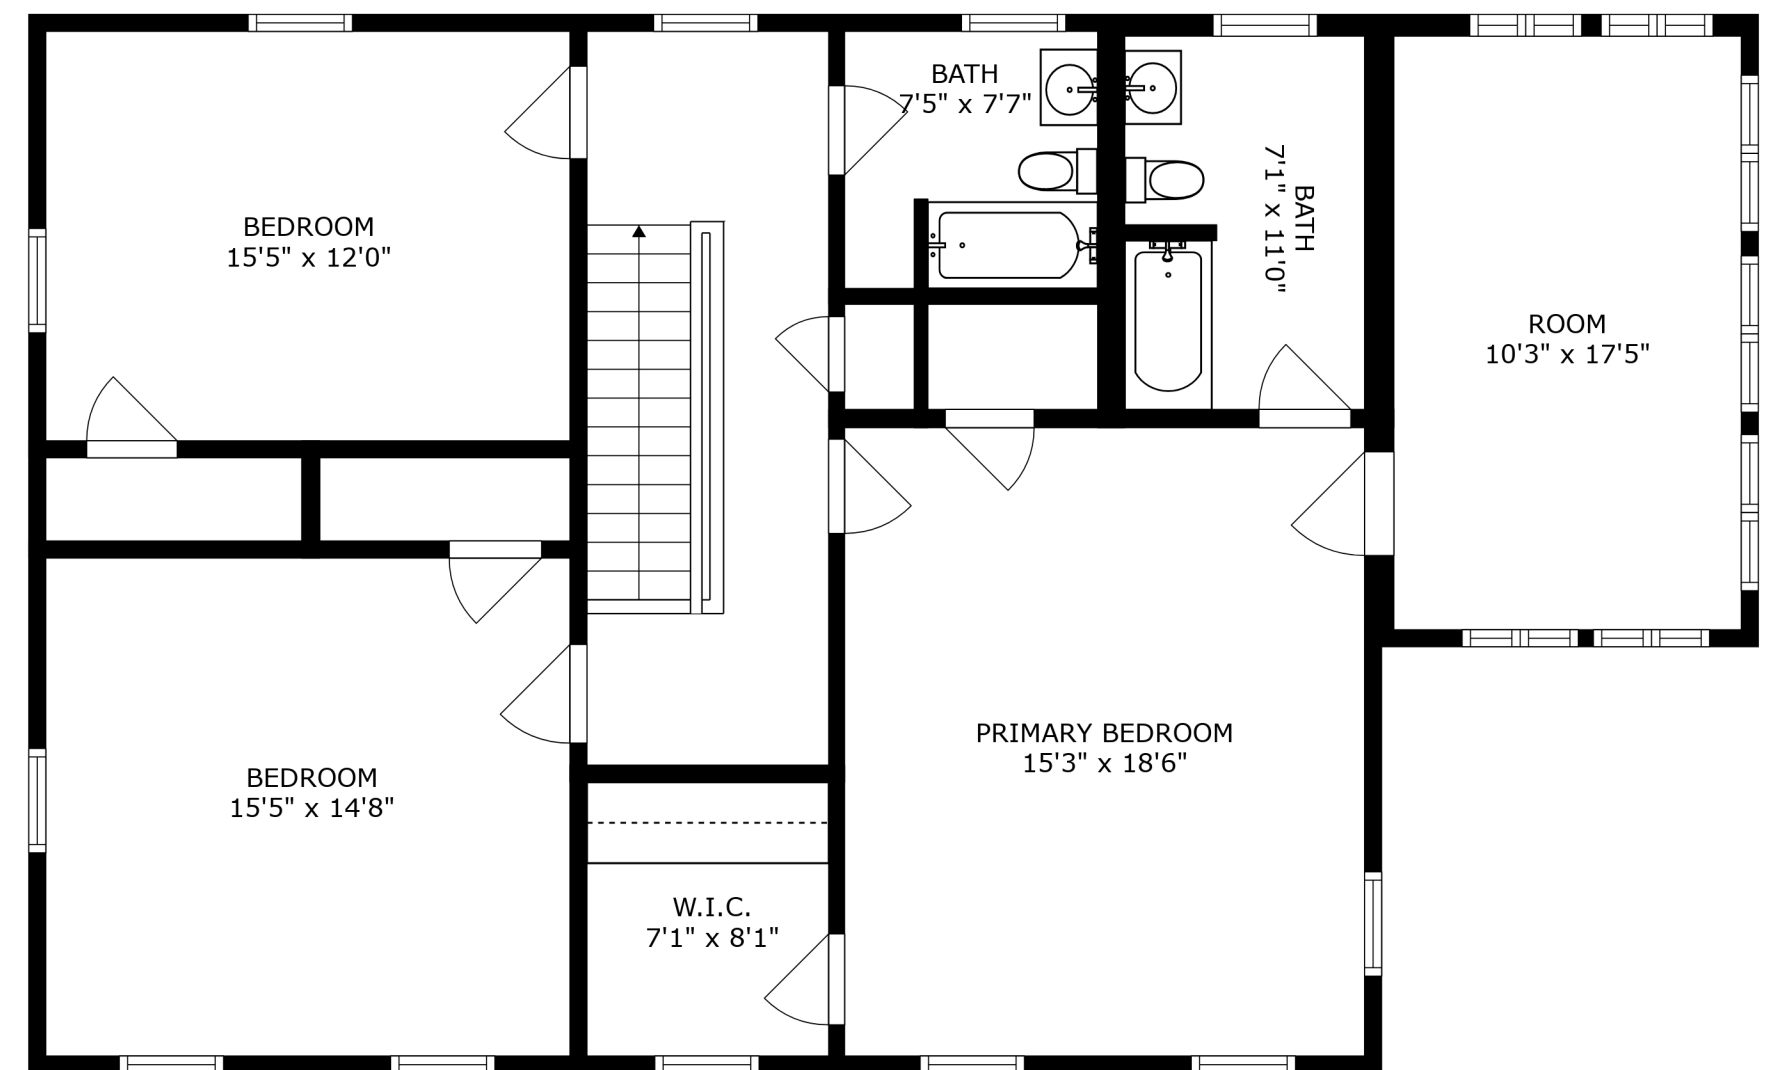 BATH
7'5" x 7'7"
BATH
7'1" x 11'0"
BEDROOM
15'5" x 12'0"
ROOM
10'3" x 17'5"
PRIMARY BEDROOM
15'3" x 18'6"
BEDROOM
15'5" x 14'8"
W.I.C.
7'1" x 8'1"